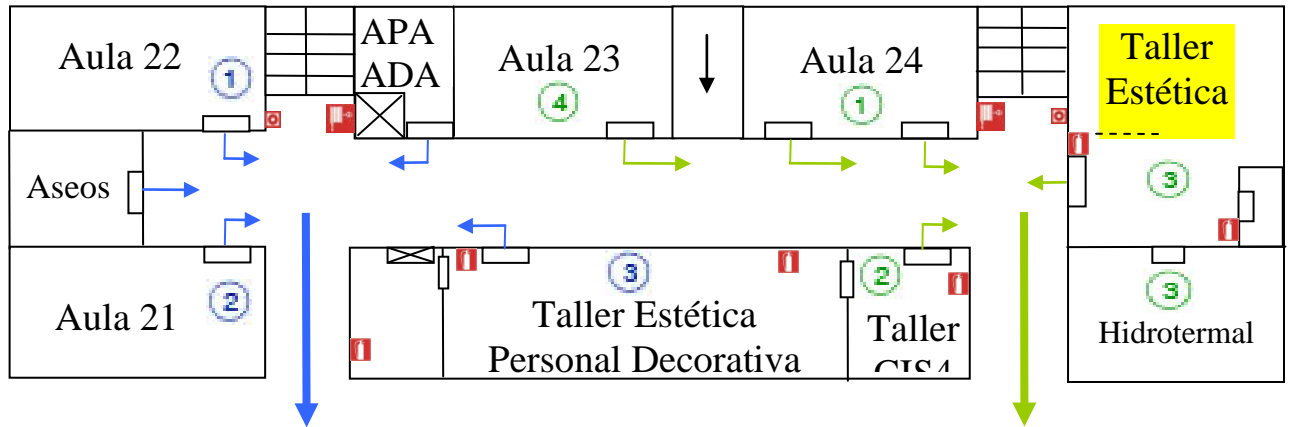 Aula 22
1
APA
ADA
Aula 23
4
Aula 24
1
Taller
Estética
3
Aseos
Aula 21
2
3
Taller Estética
Personal Decorativa
2
Taller
3
Hidrotermal